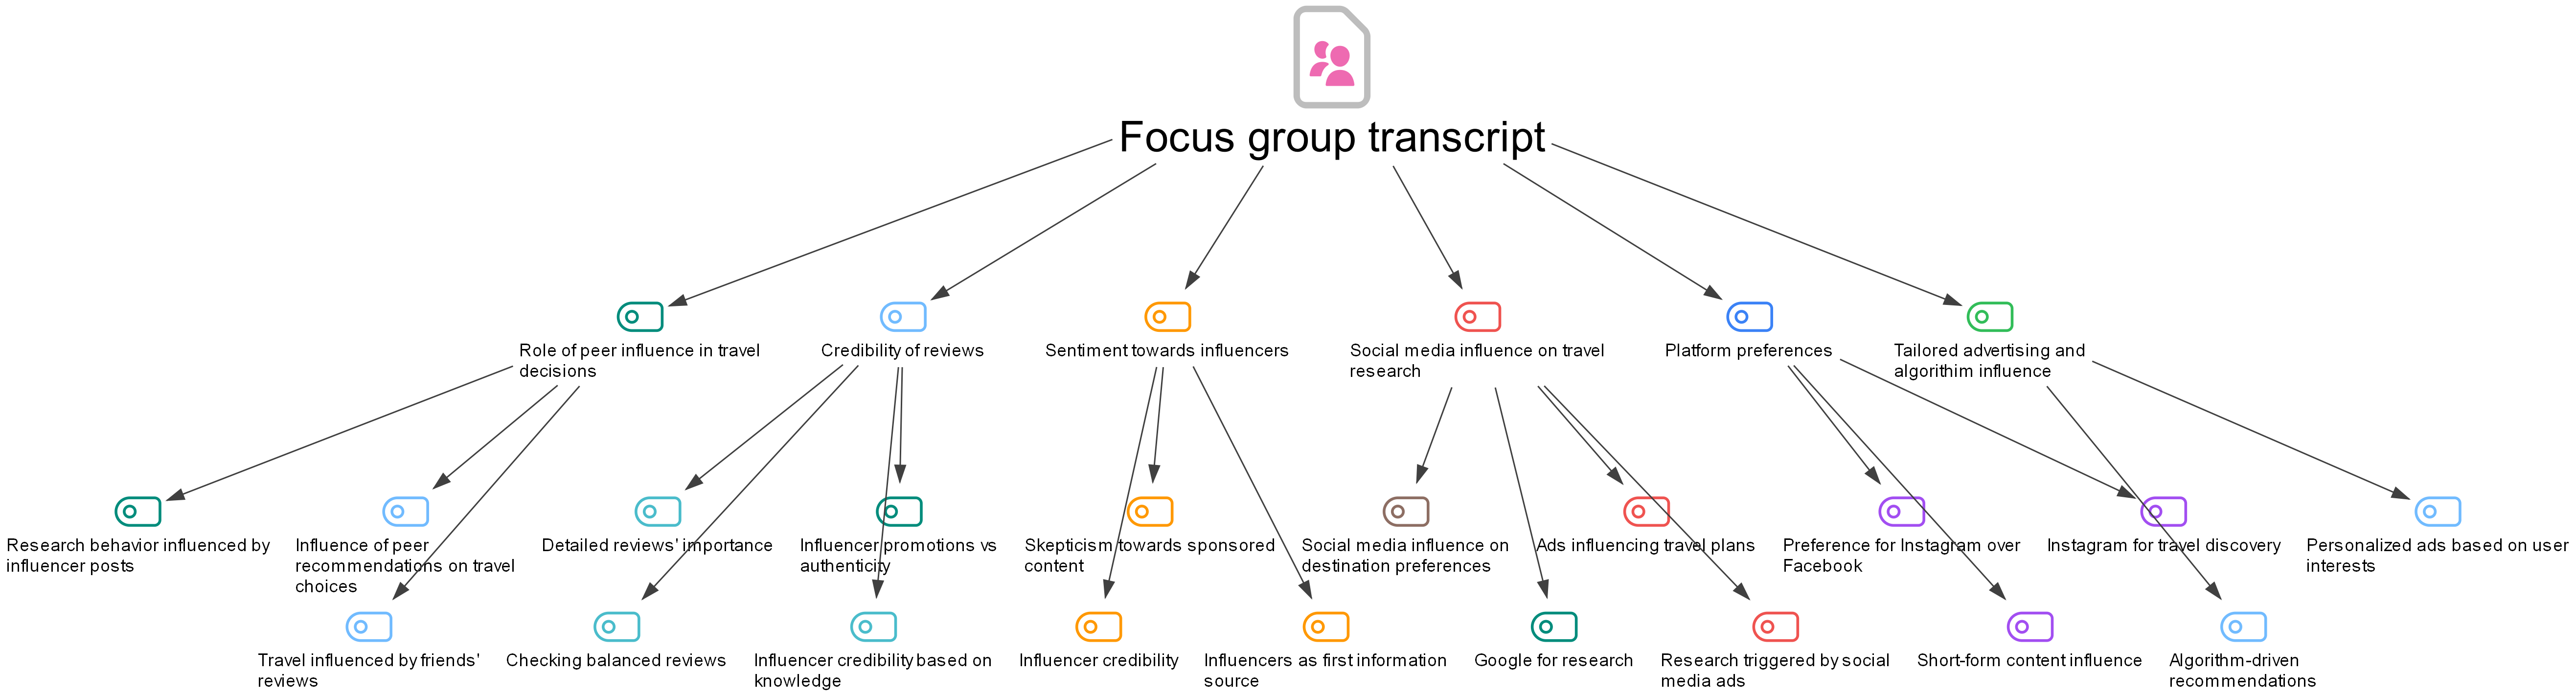 Focus group transcript
Role of peer influence in travel
decisions
Credibility of reviews
Sentiment towards influencers
Social media influence on travel
research
Platform preferences
Tailored advertising and
algorithim influence
Research behavior influenced by
influencer posts
Influence of peer
recommendations on travel
choices
Detailed reviews' importance
Influencer promotions vs
authenticity
Skepticism towards sponsored
content
Social media influence on
destination preferences
Ads influencing travel plans
Preference for Instagram over
Facebook
Instagram for travel discovery
Personalized ads based on user
interests
Travel influenced by friends'
reviews
Checking balanced reviews
Influencer credibility based on
knowledge
Influencer credibility
Influencers as first information
source
Google for research
Research triggered by social
media ads
Short-form content influence
Algorithm-driven
recommendations